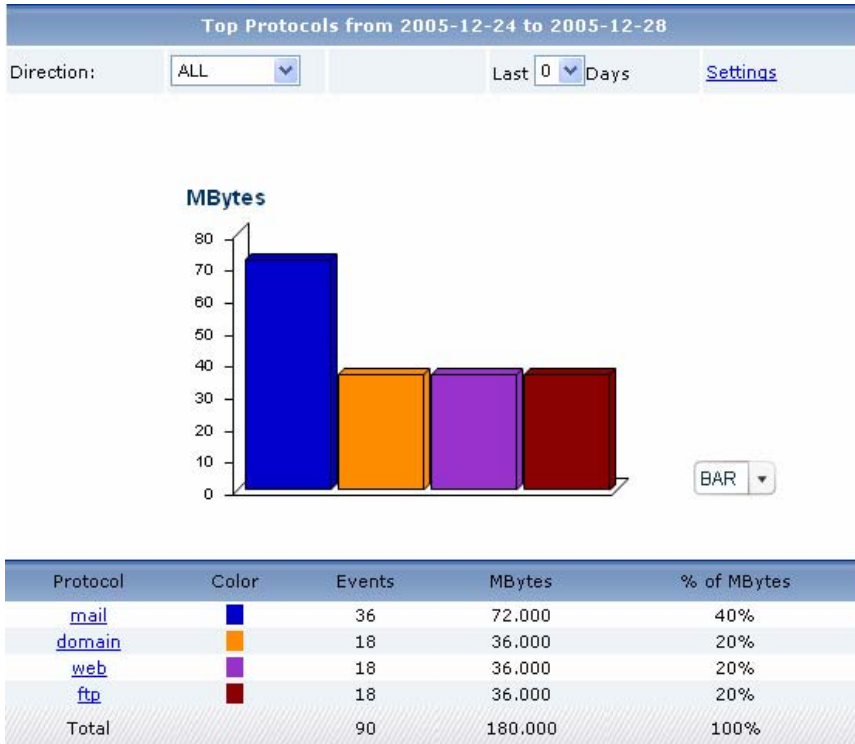 Top Protocols from 2005-12-24 to 2005-12-28
Direction: ALL Last 0 Days Settings
MBytes
80
70
60
50
40
30
20
10
0
BAR
Protocol Color Events MBytes % of MBytes
mail 36 72.000 40%
domain 18 36.000 20%
web 18 36.000 20%
ftp 18 36.000 20%
Total 90 180.000 100%